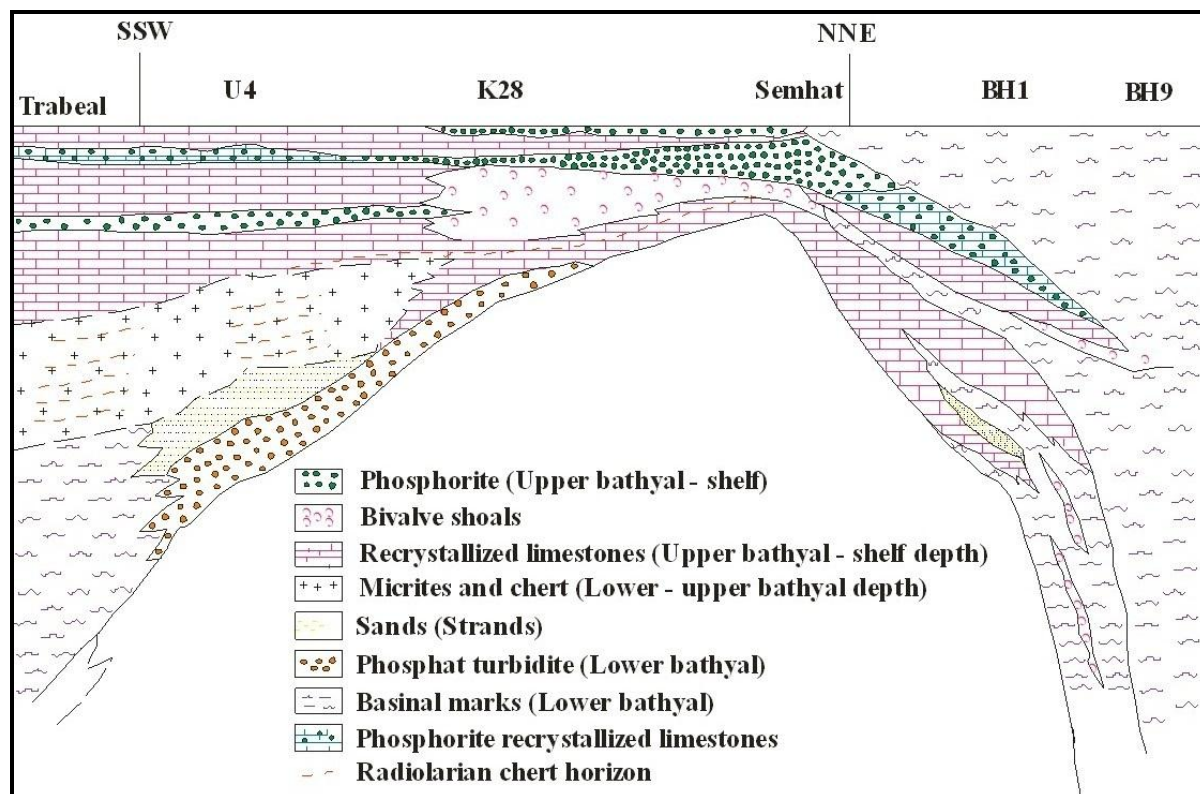 SSW
NNE
Trabeal
U4
K28
Semhat
BH1
BH9
Phosphorite (Upper bathyal - shelf)
Bivalve shoals
Recrystallized limestones (Upper bathyal - shelf depth)
Micrites and chert (Lower - upper bathyal depth)
Sands (Strands)
Phosphat turbidite (Lower bathyal)
Basinal marks (Lower bathyal)
Phosphorite recrystallized limestones
Radiolarian chert horizon